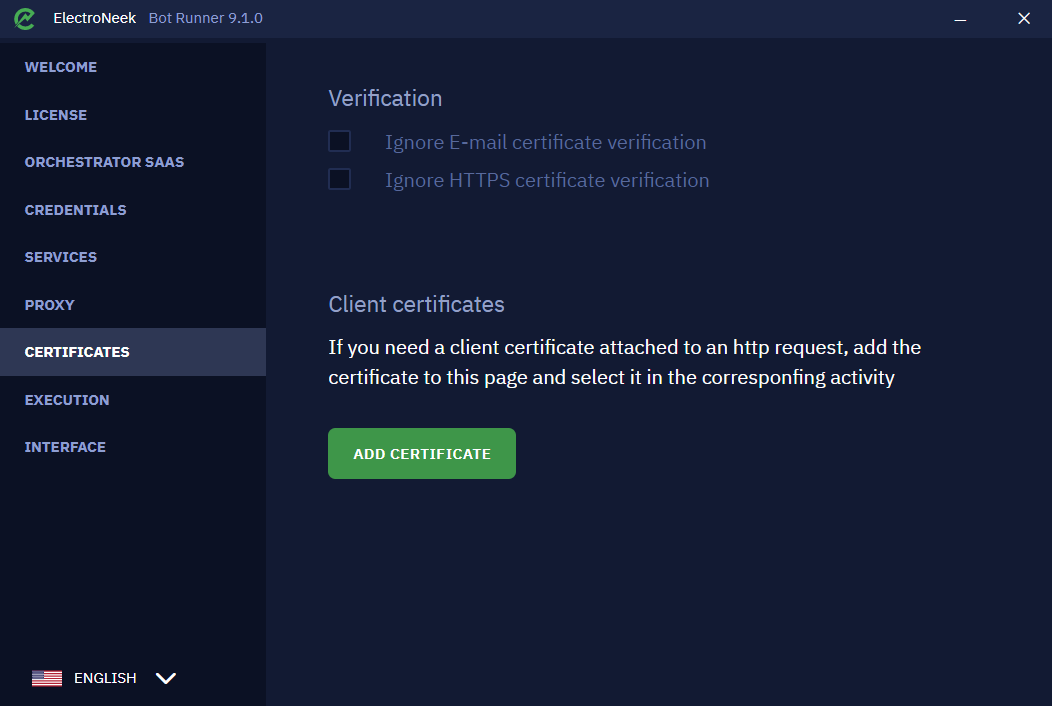 ElectroNeek Bot Runner 9.1.0
WELCOME
LICENSE
ORCHESTRATOR SAAS
CREDENTIALS
SERVICES
PROXY
CERTIFICATES
EXECUTION
INTERFACE
ENGLISH
Verification
Ignore E-mail certificate verification
Ignore HTTPS certificate verification
Client certificates
If you need a client certificate attached to an http request, add the
certificate to this page and select it in the corresponfing activity
ADD CERTIFICATE